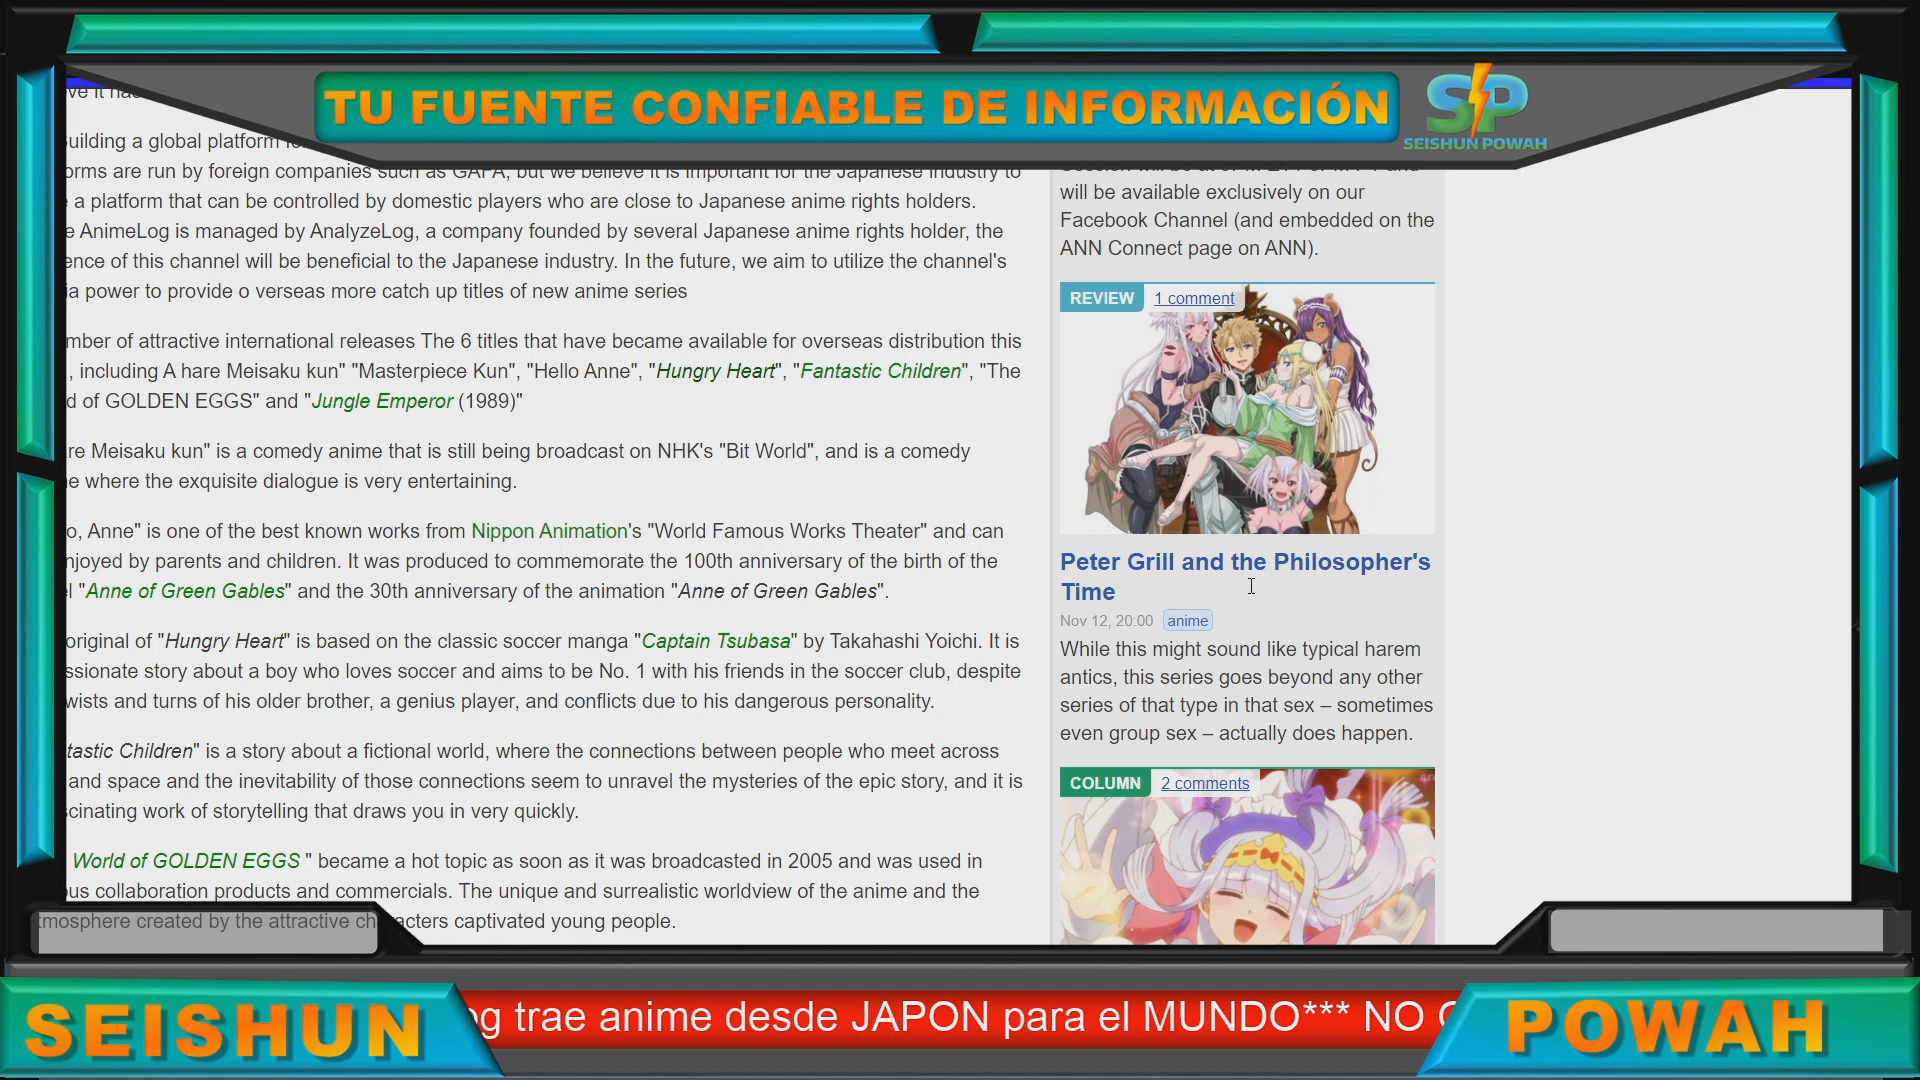 TU FUENTE CONFIABLE DE INFORMACIÓN
SEISHUN POWAH
uilding a global platform
orms are run by foreign companies such as GAFA, but we believe it is important for the Japanese industry to
a platform that can be controlled by domestic players who are close to Japanese anime rights holders.
e AnimeLog is managed by AnalyzeLog, a company founded by several Japanese anime rights holder, the
ence of this channel will be beneficial to the Japanese industry. In the future, we aim to utilize the channel's
ia power to provide o verseas more catch up titles of new anime series
mber of attractive international releases The 6 titles that have became available for overseas distribution this
, including A hare Meisaku kun" "Masterpiece Kun", "Hello Anne", "Hungry Heart", "Fantastic Children", "The
d of GOLDEN EGGS" and "Jungle Emperor (1989)"
re Meisaku kun" is a comedy anime that is still being broadcast on NHK's "Bit World", and is a comedy
e where the exquisite dialogue is very entertaining.
o, Anne" is one of the best known works from Nippon Animation's "World Famous Works Theater" and can
njoyed by parents and children. It was produced to commemorate the 100th anniversary of the birth of the
l "Anne of Green Gables" and the 30th anniversary of the animation "Anne of Green Gables".
original of "Hungry Heart" is based on the classic soccer manga "Captain Tsubasa" by Takahashi Yoichi. It is
ssionate story about a boy who loves soccer and aims to be No. 1 with his friends in the soccer club, despite
wists and turns of his older brother, a genius player, and conflicts due to his dangerous personality.
tastic Children" is a story about a fictional world, where the connections between people who meet across
and space and the inevitability of those connections seem to unravel the mysteries of the epic story, and it is
scinating work of storytelling that draws you in very quickly.
World of GOLDEN EGGS " became a hot topic as soon as it was broadcasted in 2005 and was used in
us collaboration products and commercials. The unique and surrealistic worldview of the anime and the
tmosphere created by the attractive characters captivated young people.
will be available exclusively on our
Facebook Channel (and embedded on the
ANN Connect page on ANN).
REVIEW 1 comment
Peter Grill and the Philosopher's
Time
Nov 12, 20:00 anime
While this might sound like typical harem
antics, this series goes beyond any other
series of that type in that sex – sometimes
even group sex – actually does happen.
COLUMN 2 comments
SEISHUN
og trae anime desde JAPON para el MUNDO*** NO
POWAH